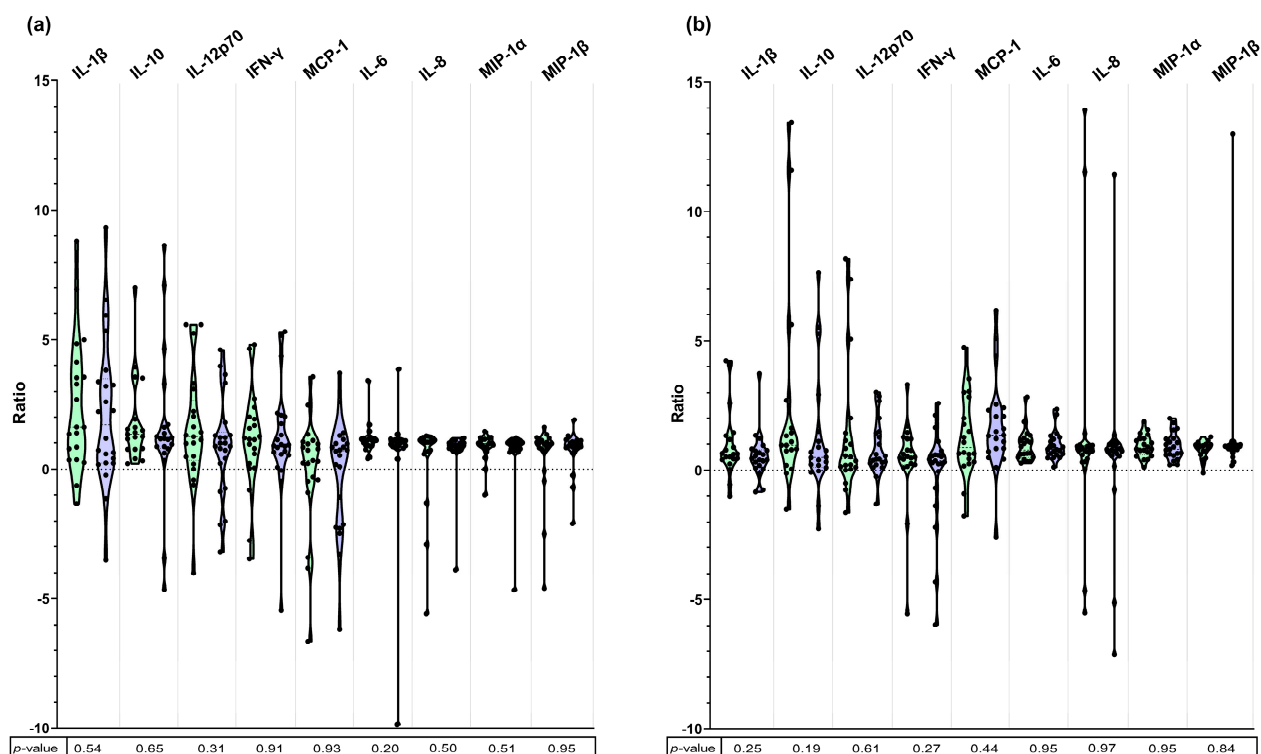 (a)
IL-1β IL-10 IL-12p70 IFN-γ MCP-1 IL-6 IL-8 MIP-1α MIP-1β
15
10
5
0
-5
-10
Ratio
p-value 0.54 0.65 0.31 0.91 0.93 0.20 0.50 0.51 0.95
(b)
IL-1β IL-10 IL-12p70 IFN-γ MCP-1 IL-6 IL-8 MIP-1α MIP-1β
15
10
5
0
-5
-10
Ratio
p-value 0.25 0.19 0.61 0.27 0.44 0.95 0.97 0.95 0.84